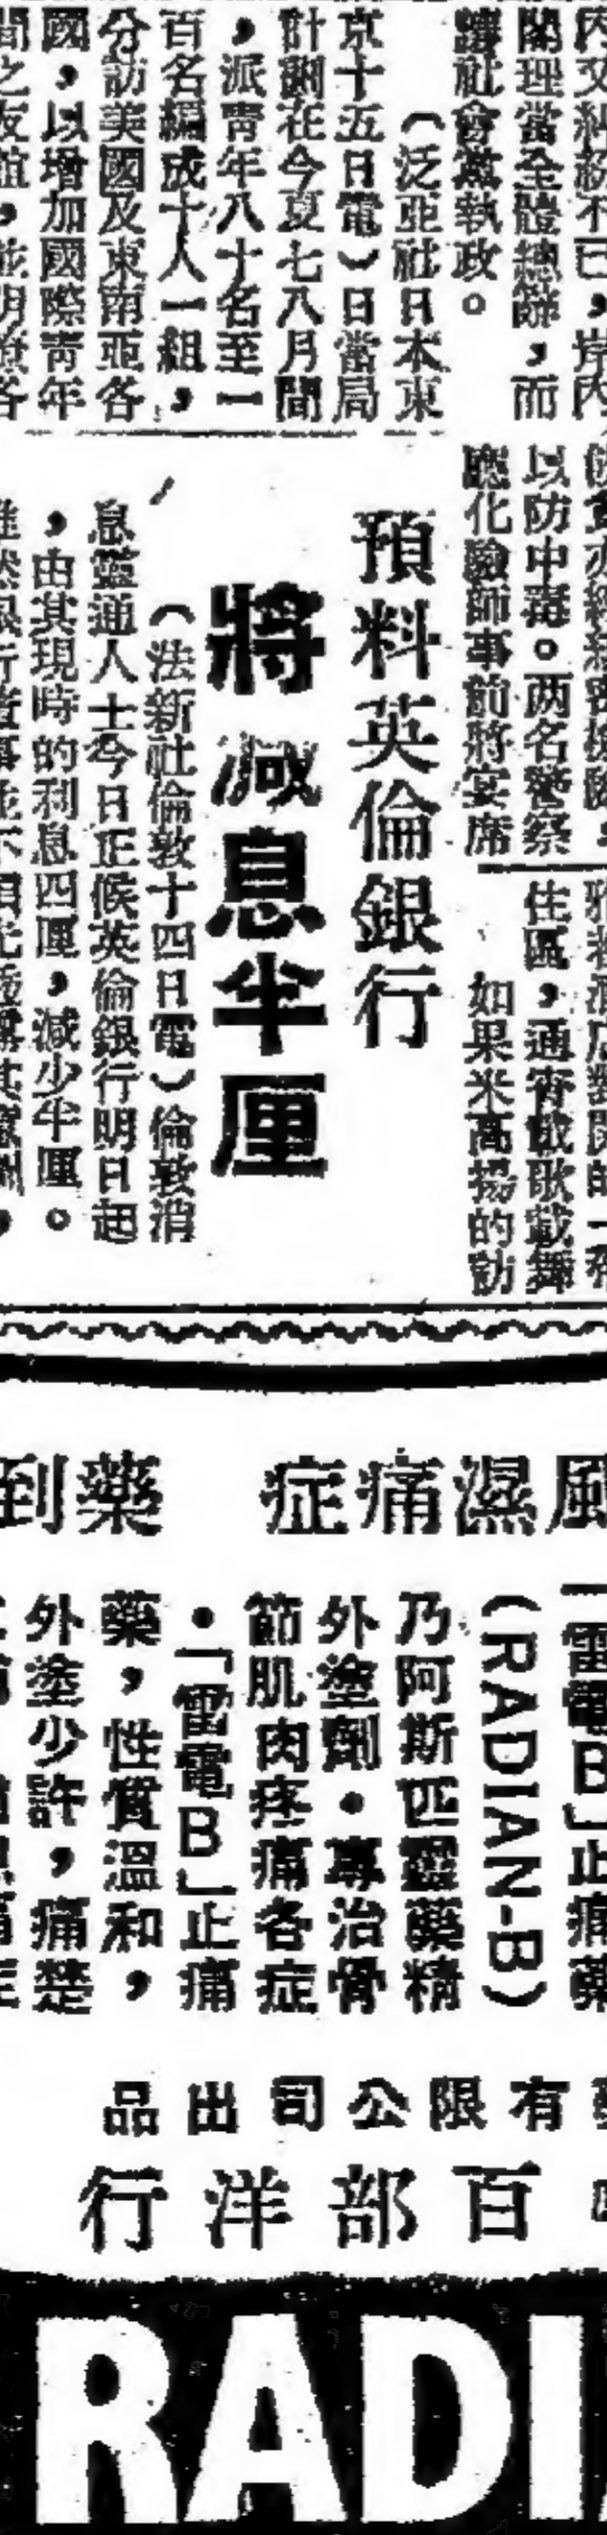 關理當全體總辭，而
讓社會黨執政。
（泛亞社日本東
京十五日電）日當局
計劃在今夏七八月間
，派靑年八十名至一
百名編成十人一組，
分訪美國及東南亞各
國，以增加國際靑年
以防中毒。两名警察
應化驗師事前將宴席
預料英倫銀行
將減息半厘
（法新社倫敦十四日電）倫敦消
息靈通人士今日正候英倫銀行明日起
，由其現時的利息四厘，減少半厘。
住區，通宵載歌載舞
如果米高揚的訪
風濕痛症 藥到
「雷電B」止痛藥
(RADIAN-B)
乃阿斯匹靈藥精
外塗劑・專治骨
節肌肉疼痛各症
・「雷電B」止痛
藥，性質溫和，
外塗少許，痛楚
有限公司出品
百部洋行
RADI